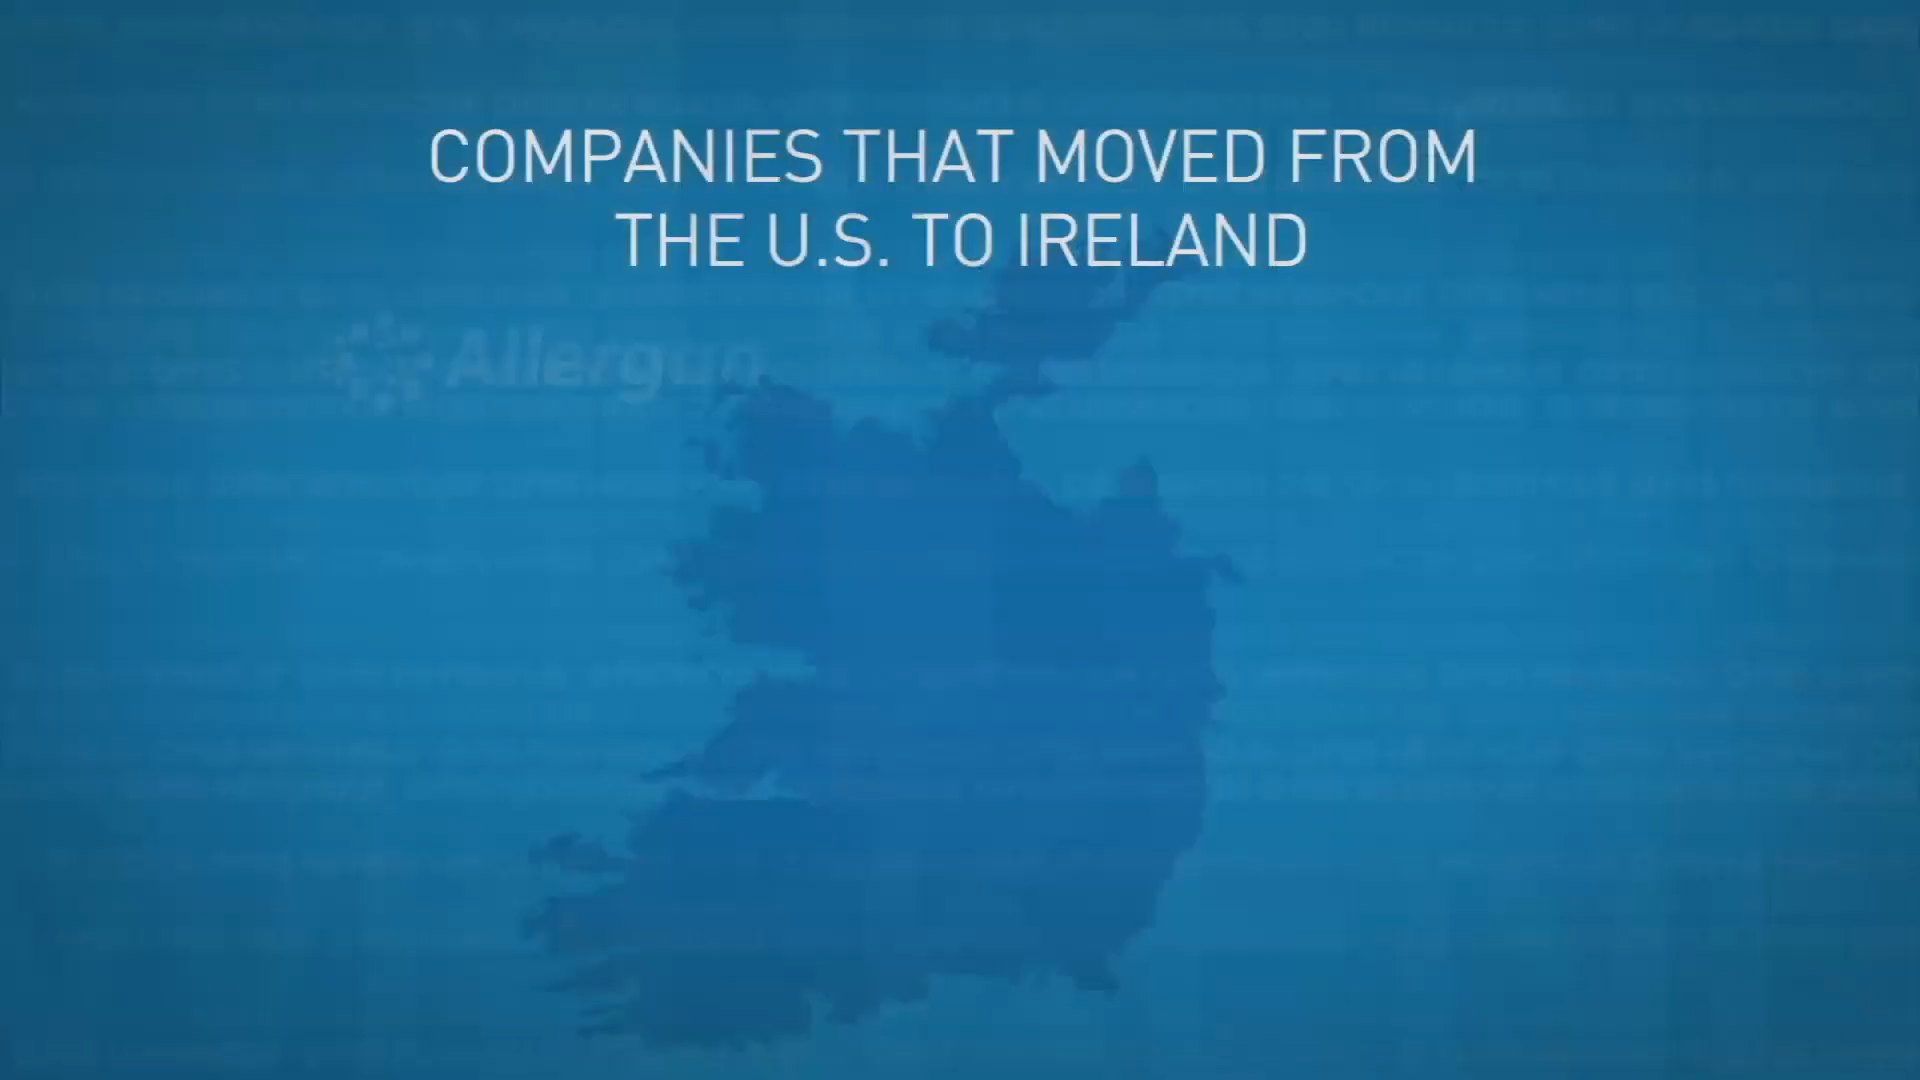 COMPANIES THAT MOVED FROM
THE U.S. TO IRELAND
Allergan